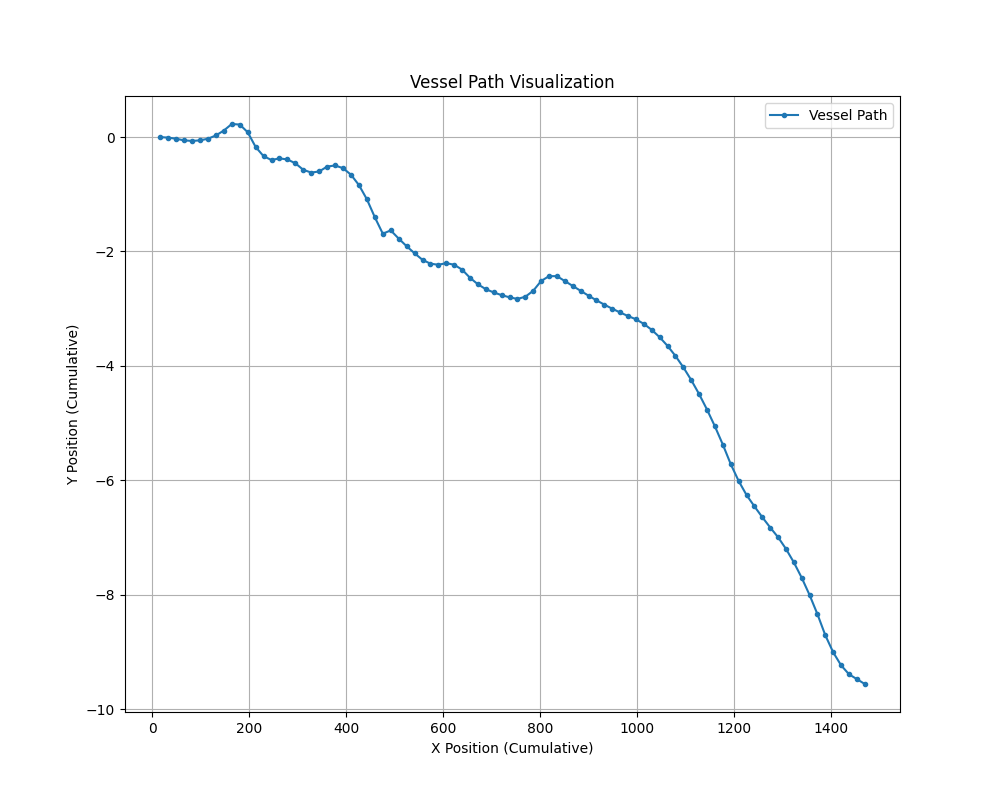 Vessel Path Visualization
Vessel Path
0
−2
−4
−6
−8
−10
Y Position (Cumulative)
0 200 400 600 800 1000 1200 1400
X Position (Cumulative)